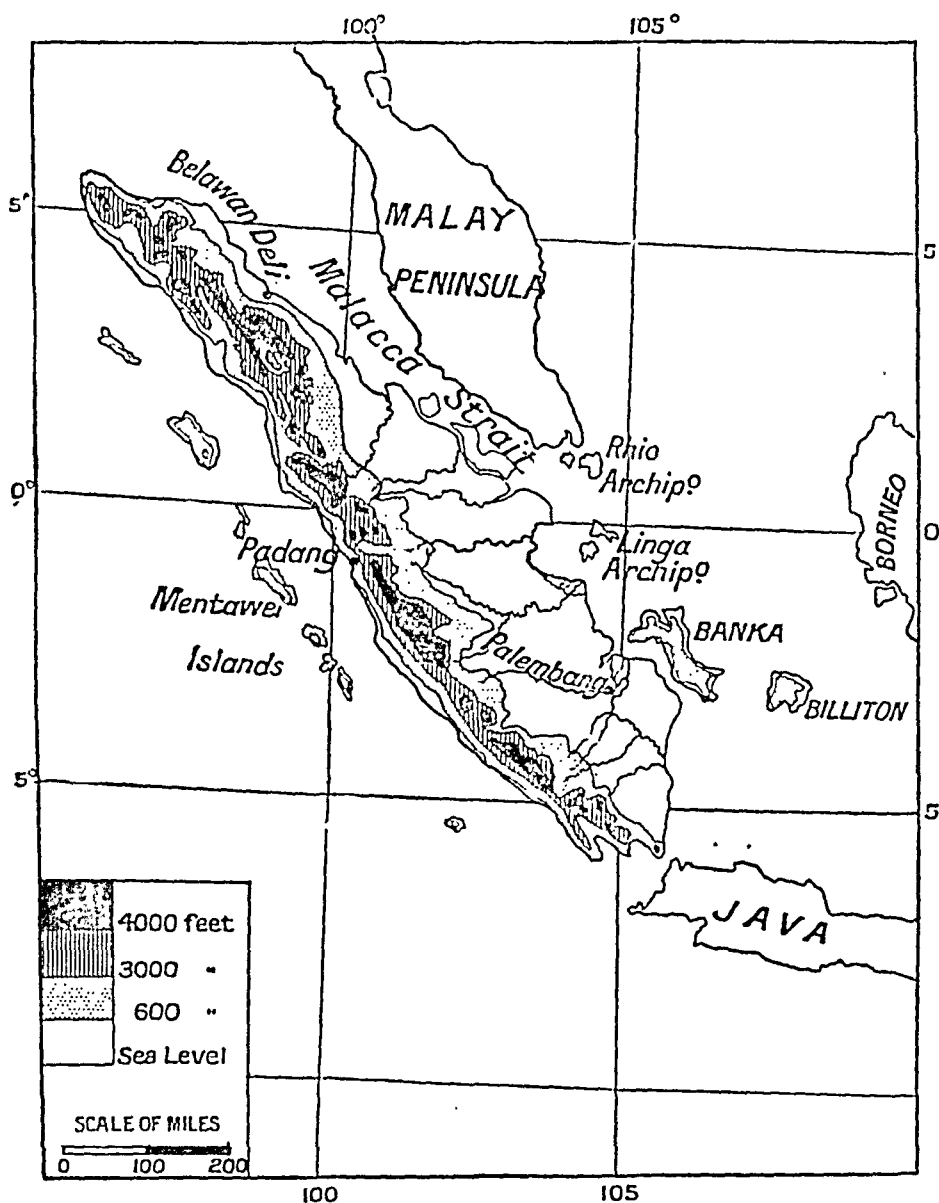 100°
105°
Belawan Deli
5°
MALAY
PENINSULA
5
Malacca Strait
Rhio
Archipº
0°
BORNEO
0
Padang
Linga
Archipº
Mentawei
Islands
BANKA
Palembang
BILLITON
5°
5
JAVA
4000 feet
3000 "
600 "
Sea Level
SCALE OF MILES
0 100 200
100
105